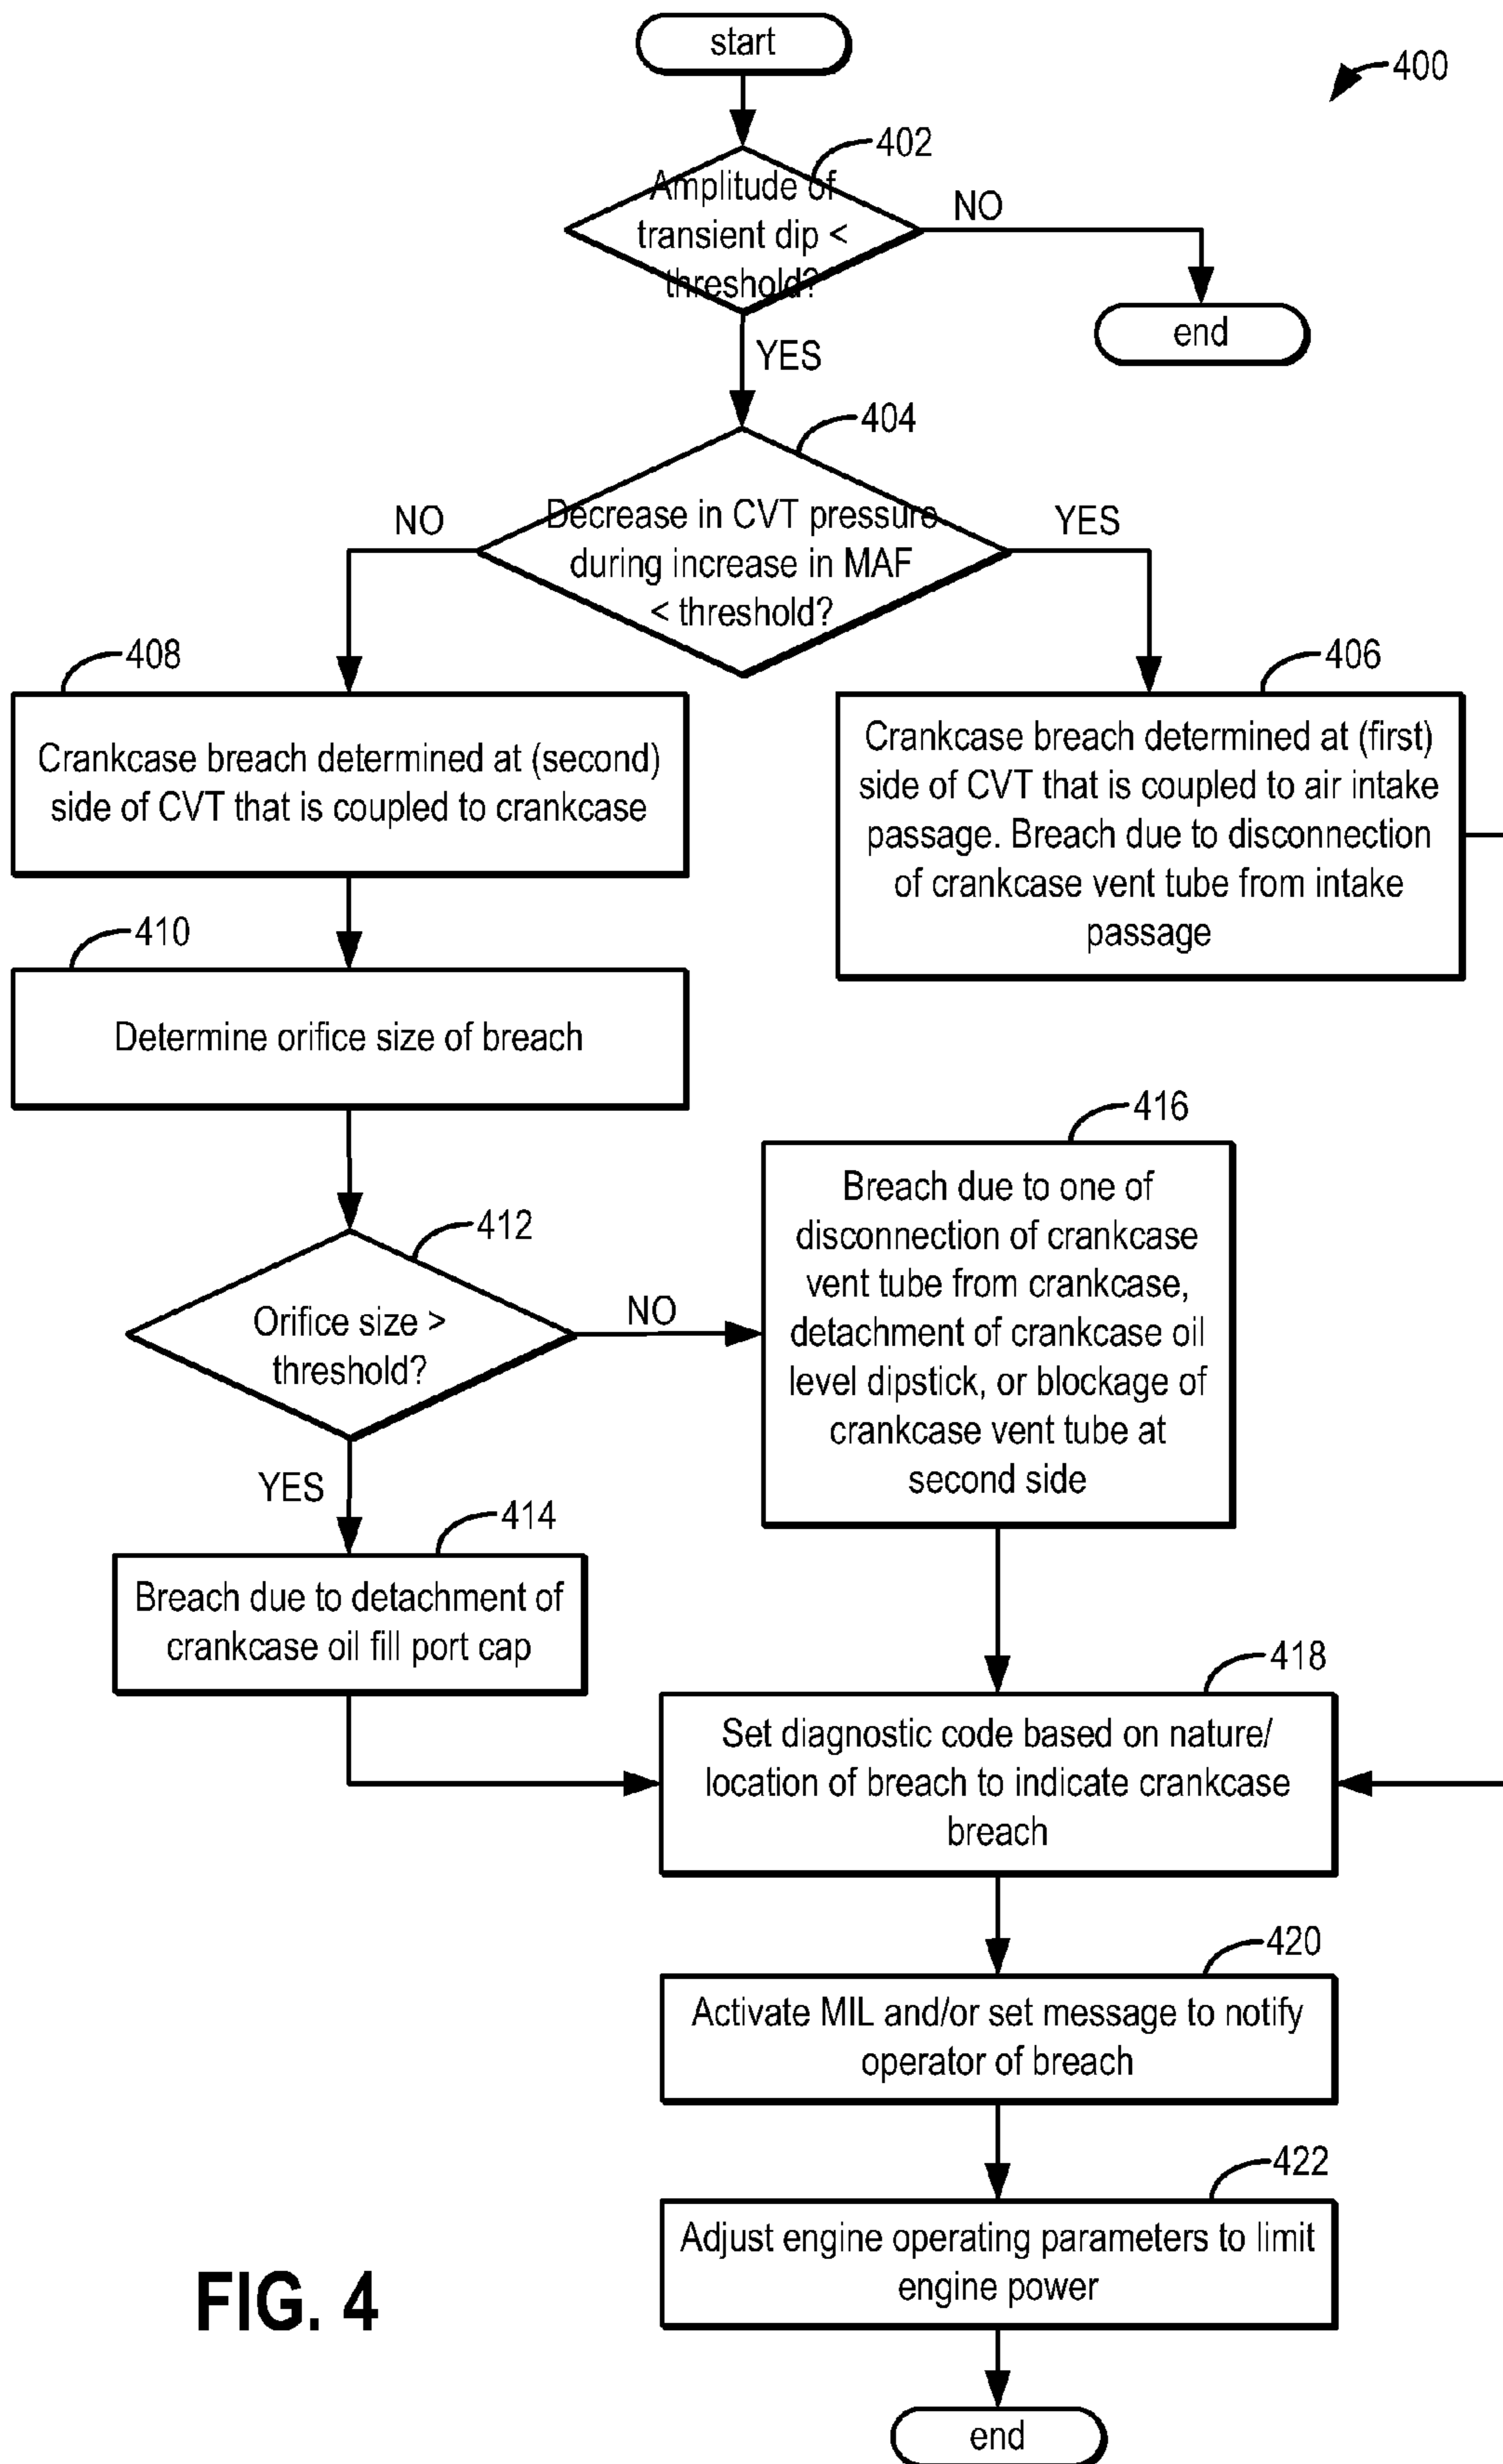 start
400
402
Amplitude of
transient dip <
threshold?
NO
end
YES
404
Decrease in CVT pressure
during increase in MAF
< threshold?
NO
YES
408
Crankcase breach determined at (second)
side of CVT that is coupled to crankcase
406
Crankcase breach determined at (first)
side of CVT that is coupled to air intake
passage. Breach due to disconnection
of crankcase vent tube from intake
passage
410
Determine orifice size of breach
412
Orifice size >
threshold?
NO
416
Breach due to one of
disconnection of crankcase
vent tube from crankcase,
detachment of crankcase oil
level dipstick, or blockage of
crankcase vent tube at
second side
YES
414
Breach due to detachment of
crankcase oil fill port cap
418
Set diagnostic code based on nature/
location of breach to indicate crankcase
breach
420
Activate MIL and/or set message to notify
operator of breach
422
Adjust engine operating parameters to limit
engine power
FIG. 4
end